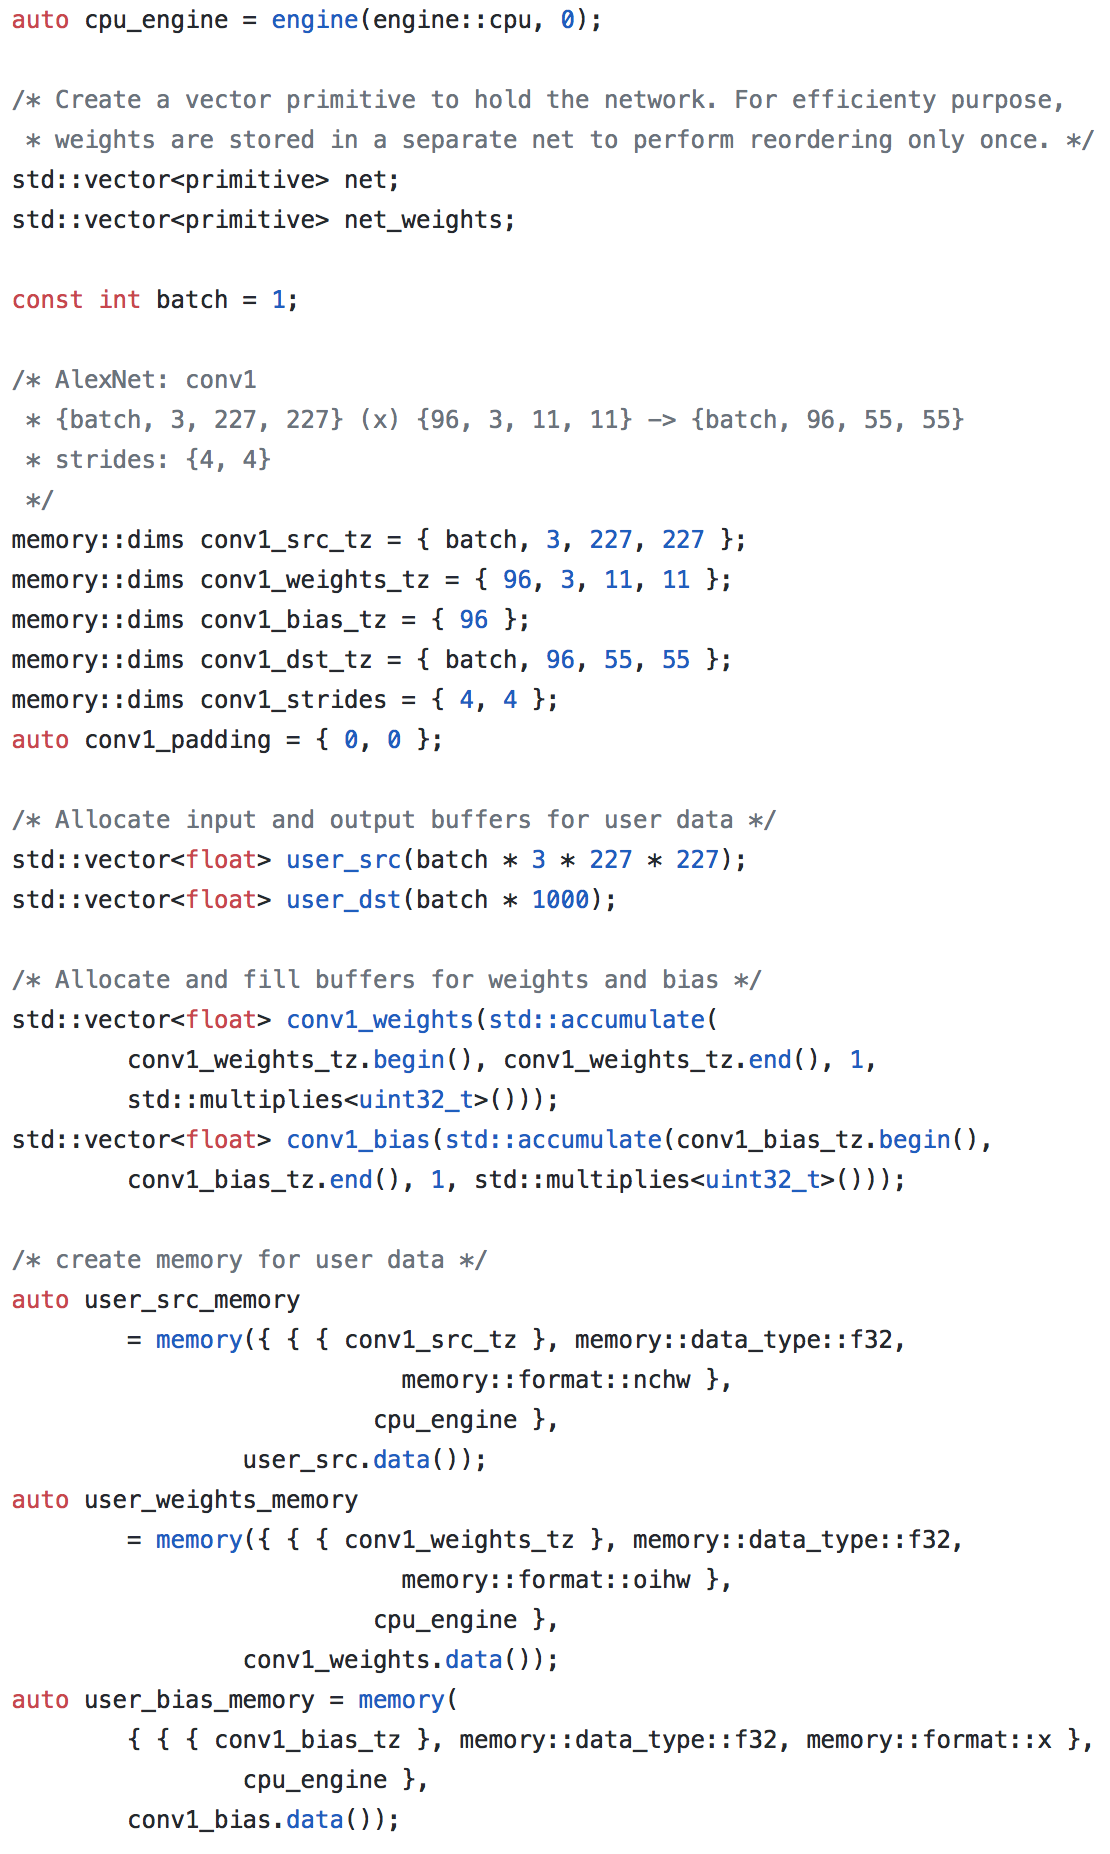 auto cpu_engine = engine(engine::cpu, 0);
/* Create a vector primitive to hold the network. For efficienty purpose,
 * weights are stored in a separate net to perform reordering only once. */
std::vector<primitive> net;
std::vector<primitive> net_weights;
const int batch = 1;
/* AlexNet: conv1
 * {batch, 3, 227, 227} (x) {96, 3, 11, 11} -> {batch, 96, 55, 55}
 * strides: {4, 4}
 */
memory::dims conv1_src_tz = { batch, 3, 227, 227 };
memory::dims conv1_weights_tz = { 96, 3, 11, 11 };
memory::dims conv1_bias_tz = { 96 };
memory::dims conv1_dst_tz = { batch, 96, 55, 55 };
memory::dims conv1_strides = { 4, 4 };
auto conv1_padding = { 0, 0 };
/* Allocate input and output buffers for user data */
std::vector<float> user_src(batch * 3 * 227 * 227);
std::vector<float> user_dst(batch * 1000);
/* Allocate and fill buffers for weights and bias */
std::vector<float> conv1_weights(std::accumulate(
        conv1_weights_tz.begin(), conv1_weights_tz.end(), 1,
        std::multiplies<uint32_t>()));
std::vector<float> conv1_bias(std::accumulate(conv1_bias_tz.begin(),
        conv1_bias_tz.end(), 1, std::multiplies<uint32_t>()));
/* create memory for user data */
auto user_src_memory
        = memory({ { { conv1_src_tz }, memory::data_type::f32,
                           memory::format::nchw },
                         cpu_engine },
                user_src.data());
auto user_weights_memory
        = memory({ { { conv1_weights_tz }, memory::data_type::f32,
                           memory::format::oihw },
                         cpu_engine },
                conv1_weights.data());
auto user_bias_memory = memory(
        { { { conv1_bias_tz }, memory::data_type::f32, memory::format::x },
                cpu_engine },
        conv1_bias.data());